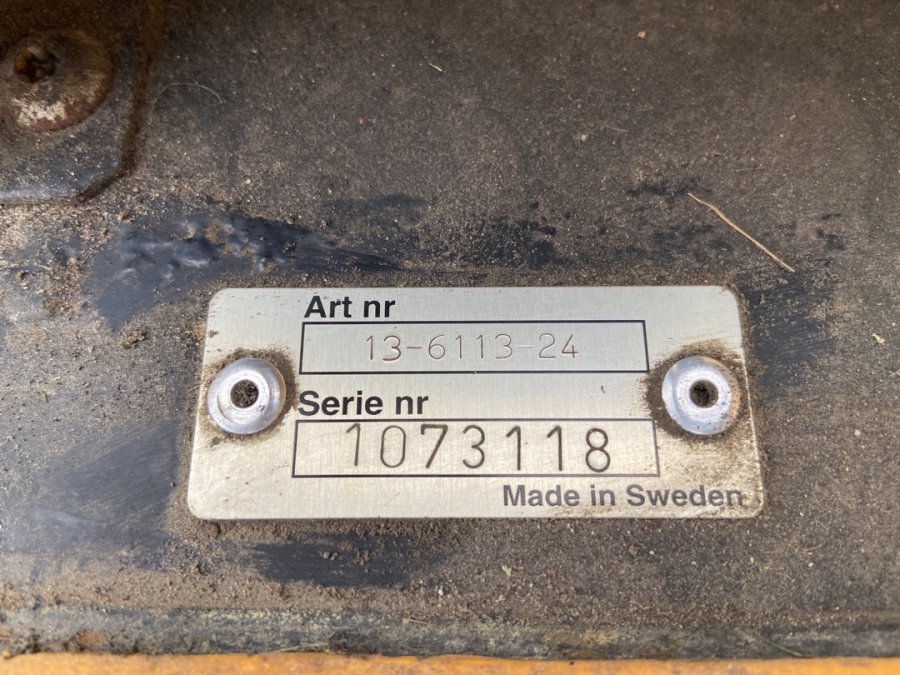 Art nr
13-6113-24
Serie nr
1073118
Made in Sweden